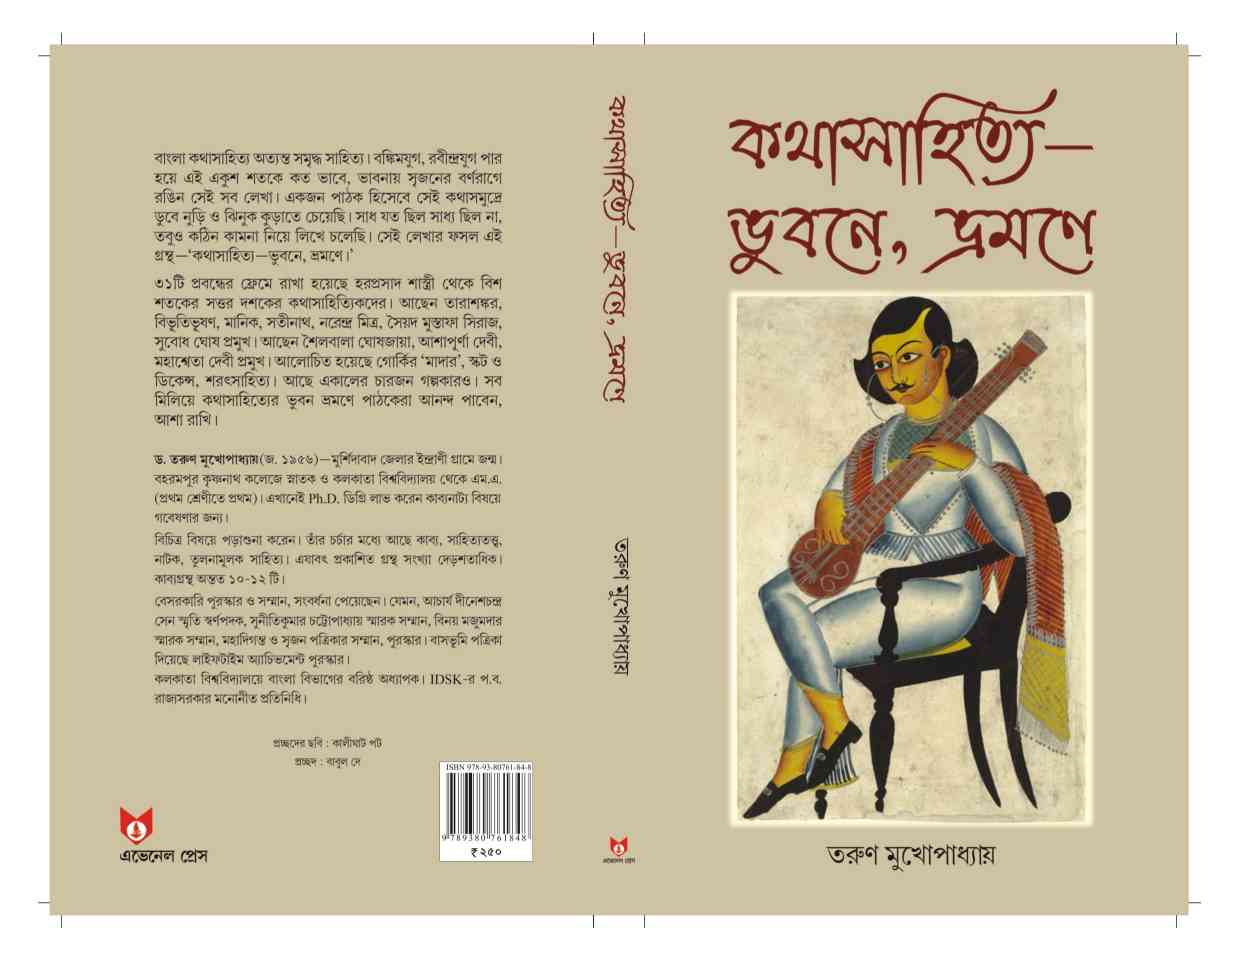 বাংলা কথাসাহিত্য অত্যন্ত সমৃদ্ধ সাহিত্য। বঙ্কিমযুগ, রবীন্দ্রযুগ পার
হয়ে এই একুশ শতকে কত ভাবে, ভাবনায় সৃজনের বর্ণরাগে
রঙিন সেই সব লেখা। একজন পাঠক হিসেবে সেই কথাসমুদ্রে
ডুবে নুড়ি ও ঝিনুক কুড়াতে চেয়েছি। সাধ যত ছিল সাধ্য ছিল না,
তবুও কঠিন কামনা নিয়ে লিখে চলেছি। সেই লেখার ফসল এই
গ্রন্থ—‘কথাসাহিত্য—ভুবনে, ভ্রমণে।’
৩১টি প্রবন্ধের ফ্রেমে রাখা হয়েছে হরপ্রসাদ শাস্ত্রী থেকে বিশ
শতকের সত্তর দশকের কথাসাহিত্যিকদের। আছেন তারাশঙ্কর,
বিভূতিভূষণ, মানিক, সতীনাথ, নরেন্দ্র মিত্র, সৈয়দ মুস্তাফা সিরাজ,
সুবোধ ঘোষ প্রমুখ। আছেন শৈলবালা ঘোষজায়া, আশাপূর্ণা দেবী,
মহাশ্বেতা দেবী প্রমুখ। আলোচিত হয়েছে গোর্কির ‘মাদার’, স্কট ও
ডিকেন্স, শরৎসাহিত্য। আছে একালের চারজন গল্পকারও। সব
মিলিয়ে কথাসাহিত্যের ভুবন ভ্রমণে পাঠকেরা আনন্দ পাবেন,
আশা রাখি।
ড. তরুণ মুখোপাধ্যায়(জ. ১৯৫৬)—মুর্শিদাবাদ জেলার ইন্দ্রাণী গ্রামে জন্ম।
বহরমপুর কৃষ্ণনাথ কলেজে স্নাতক ও কলকাতা বিশ্ববিদ্যালয় থেকে এম.এ.
(প্রথম শ্রেণীতে প্রথম)। এখানেই Ph.D. ডিগ্রি লাভ করেন কাব্যনাট্য বিষয়ে
গবেষণার জন্য।
বিচিত্র বিষয়ে পড়াশুনা করেন। তাঁর চর্চার মধ্যে আছে কাব্য, সাহিত্যতত্ত্ব,
নাটক, তুলনামূলক সাহিত্য। এযাবৎ প্রকাশিত গ্রন্থ সংখ্যা দেড়শতাধিক।
কাব্যগ্রন্থ অন্তত ১০-১২ টি।
বেসরকারি পুরস্কার ও সম্মান, সংবর্ধনা পেয়েছেন। যেমন, আচার্য দীনেশচন্দ্র
সেন স্মৃতি স্বর্ণপদক, সুনীতিকুমার চট্টোপাধ্যায় স্মারক সম্মান, বিনয় মজুমদার
স্মারক সম্মান, মহাদিগন্ত ও সৃজন পত্রিকার সম্মান, পুরস্কার। বাসভূমি পত্রিকা
দিয়েছে লাইফটাইম অ্যাচিভমেন্ট পুরস্কার।
কলকাতা বিশ্ববিদ্যালয়ে বাংলা বিভাগের বরিষ্ঠ অধ্যাপক। IDSK-র প.ব.
রাজ্যসরকার মনোনীত প্রতিনিধি।
প্রচ্ছদের ছবি : কালীঘাট পট
প্রচ্ছদ : বাবুল দে
ISBN 978-93-80761-84-8
9 789380 761848
₹ ২৫০
এভেনেল প্রেস
কথাসাহিত্য—ভুবনে, ভ্রমণে
তরুণ মুখোপাধ্যায়
এভেনেল প্রেস
কথাসাহিত্য—
ভুবনে, ভ্রমণে
তরুণ মুখোপাধ্যায়